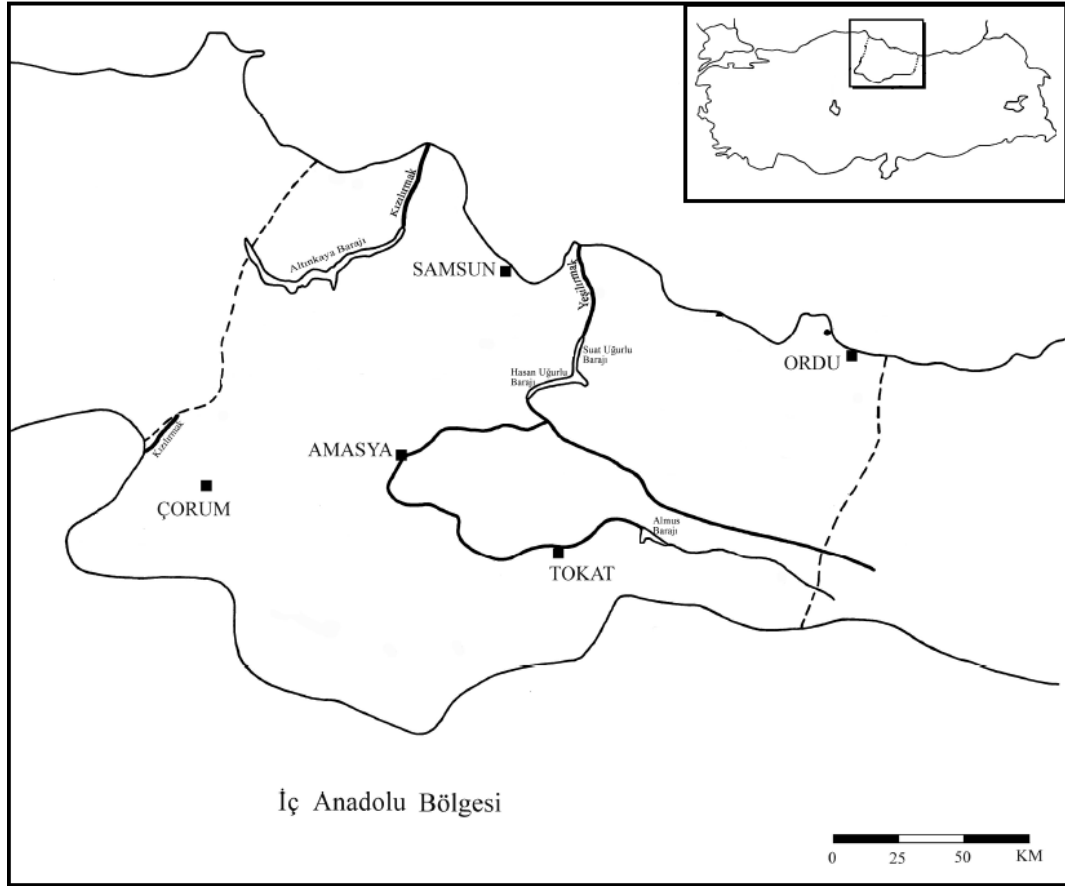 Kızılırmak
Altınkaya Barajı
SAMSUN
Yeşilırmak
Suat Uğurlu
Barajı
Hasan Uğurlu
Barajı
ORDU
Kızılırmak
AMASYA
ÇORUM
Almus
Barajı
TOKAT
İç Anadolu Bölgesi
0 25 50 KM